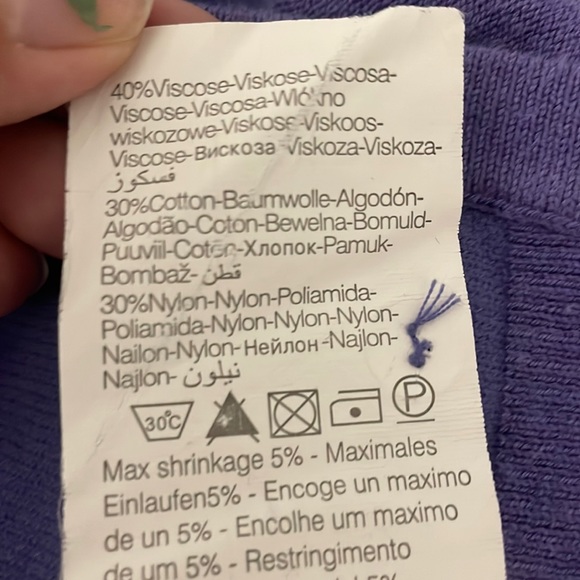 40%Viscose-Viskose-Viscosa-
Viscose-Viscosa-Włókno
wiskozowe-Viskose-Viskoos-
Viscose-Вискоза Viskoza-Viskoza-
فسكوز
30%Cotton-Baumwolle-Algodón-
Algodão-Coton-Bewelna-Bomuld-
Puuviil-Coton-Хлопок-Pamuk-
Bombaž-قطن
30%Nylon-Nylon-Poliamida-
Poliamida-Nylon-Nylon-Nylon-
Nailon-Nylon-Нейлон-Najlon-
Najlon-نيلون
30°C P
Max shrinkage 5% - Maximales
Einlaufen5% - Encoge un maximo
de un 5% - Encolhe um maximo
de um 5% - Restringimento